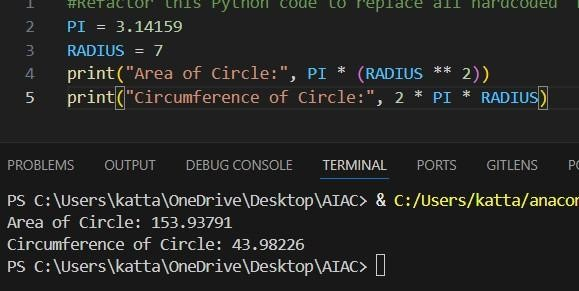 1 #Refactor this Python code to replace all hardcoded
2 PI = 3.14159
3 RADIUS = 7
4 print("Area of Circle:", PI * (RADIUS ** 2))
5 print("Circumference of Circle:", 2 * PI * RADIUS)
PROBLEMS OUTPUT DEBUG CONSOLE TERMINAL PORTS GITLENS
PS C:\Users\katta\OneDrive\Desktop\AIAC> & C:/Users/katta/anacon
Area of Circle: 153.93791
Circumference of Circle: 43.98226
PS C:\Users\katta\OneDrive\Desktop\AIAC>